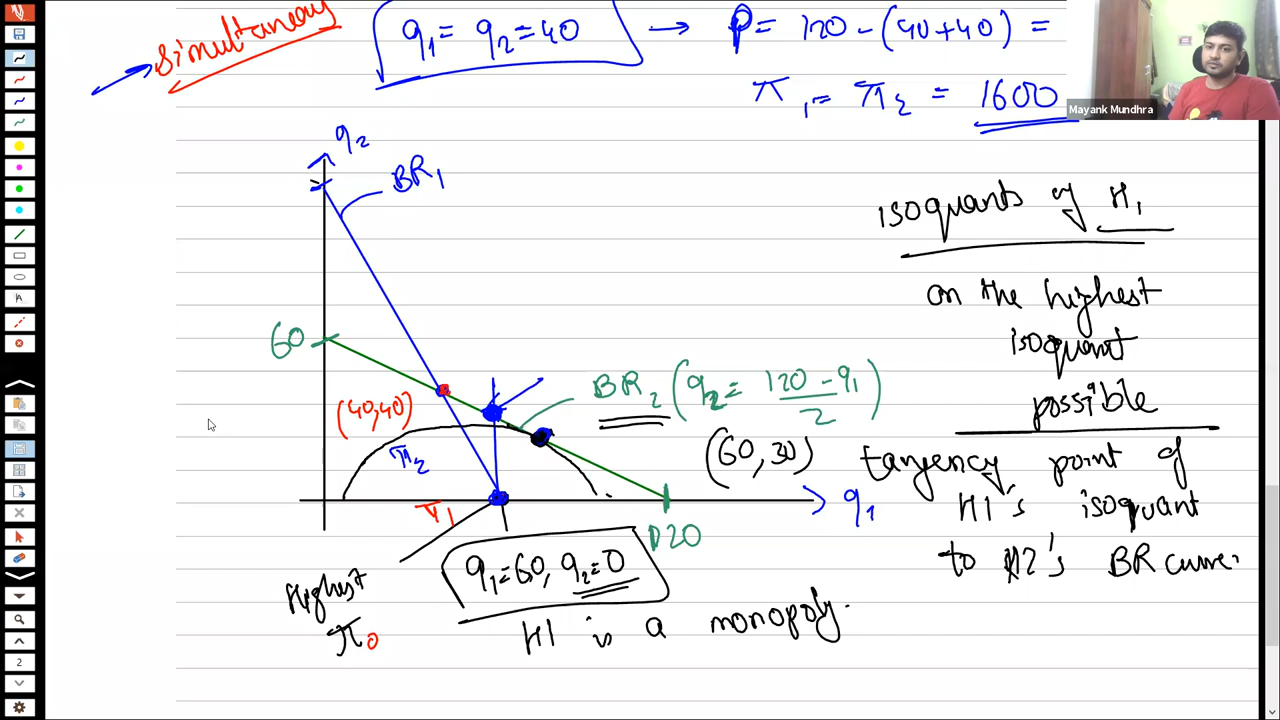 simultaneous
q₁ = q₂ = 40 → P = 120 - (40+40) =
π₁ = π₂ = 1600
Mayank Mundhra
q₂
BR₁
isoquants of H₁
on the highest
isoquant
possible
60
(40,40)
BR₂ (q₂ = (120 - q₁)/2)
(60, 30)
tangency point of
H1's isoquant
to H2's BR curve.
π₂
π₁
q₁
120
q₁=60, q₂=0
Highest
π₀
H1 is a monopoly.
2